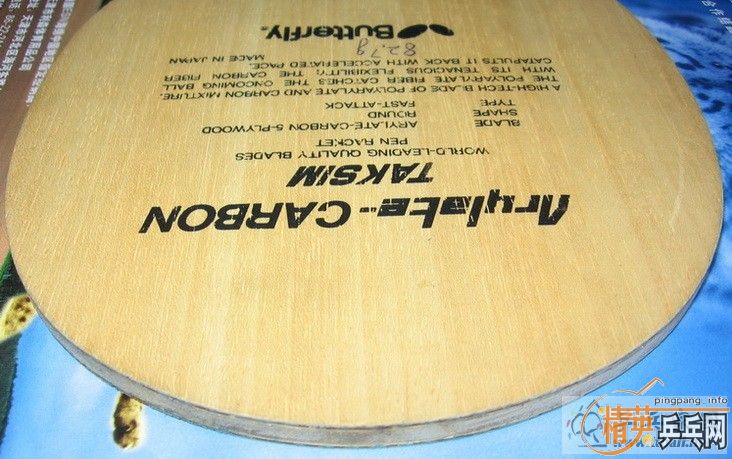 Arylate-CARBON
TAKSIM
WORLD-LEADING QUALITY BLADES
PEN RACKET
BLADE ARYLATE-CARBON 5-PLYWOOD
SHAPE ROUND
TYPE FAST-ATTACK
A HIGH-TECH BLADE OF POLYARYLATE AND CARBON MIXTURE.
THE POLYARYLATE FIBER CATCHES THE ONCOMING BALL
WITH ITS TENACIOUS FLEXIBILITY; THE CARBON FIBER
CATAPULTS IT BACK WITH ACCELERATED PACE.
MADE IN JAPAN
82.7g
Butterfly.
pingpang_info
精英乒乓网